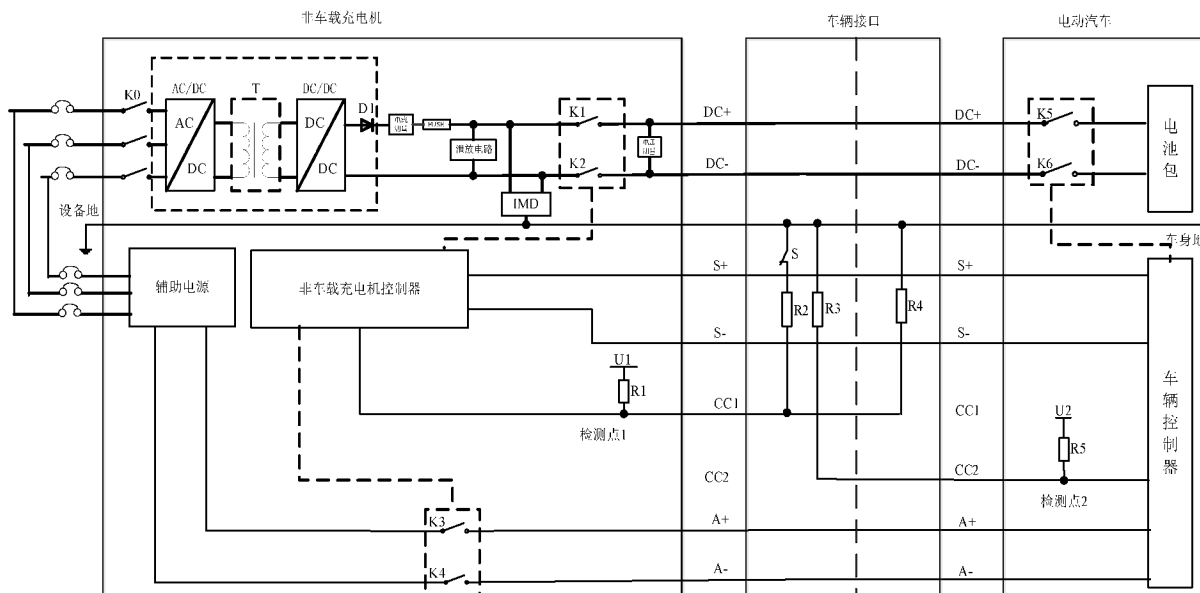 非车载充电机
车辆接口
电动汽车
K0
AC/DC
T
DC/DC
D1
AC
DC
DC
DC
泄放电路
IMD
K1
K2
DC+
DC-
DC+
DC-
K5
K6
电池包
设备地
车身地
辅助电源
非车载充电机控制器
S+
S-
S
R2
R3
R4
S+
S-
U1
R1
检测点1
CC1
CC1
U2
R5
检测点2
CC2
CC2
车辆控制器
K3
K4
A+
A-
A+
A-